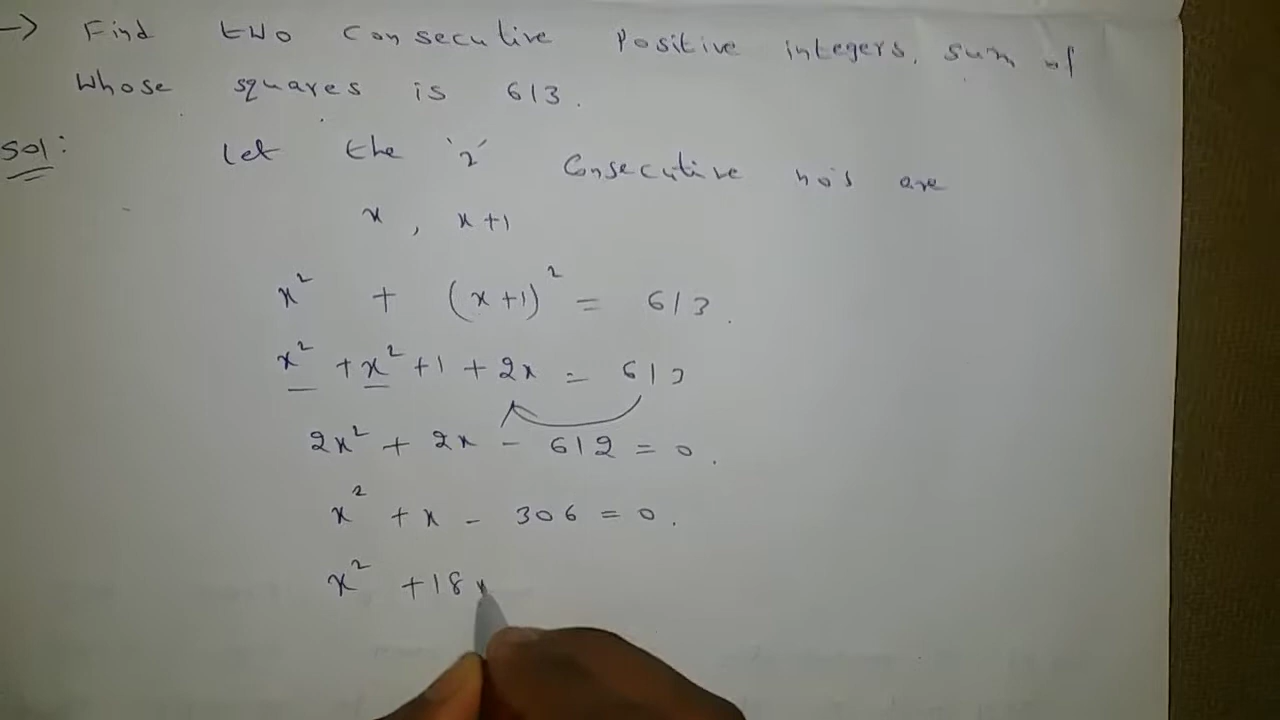 → Find two consecutive positive integers, sum of
whose squares is 613.
Sol: Let the '2' Consecutive no's are
x , x+1
x² + (x+1)² = 613.
x² + x² +1 + 2x = 613
2x² + 2x - 612 = 0.
x² + x - 306 = 0.
x² +18x